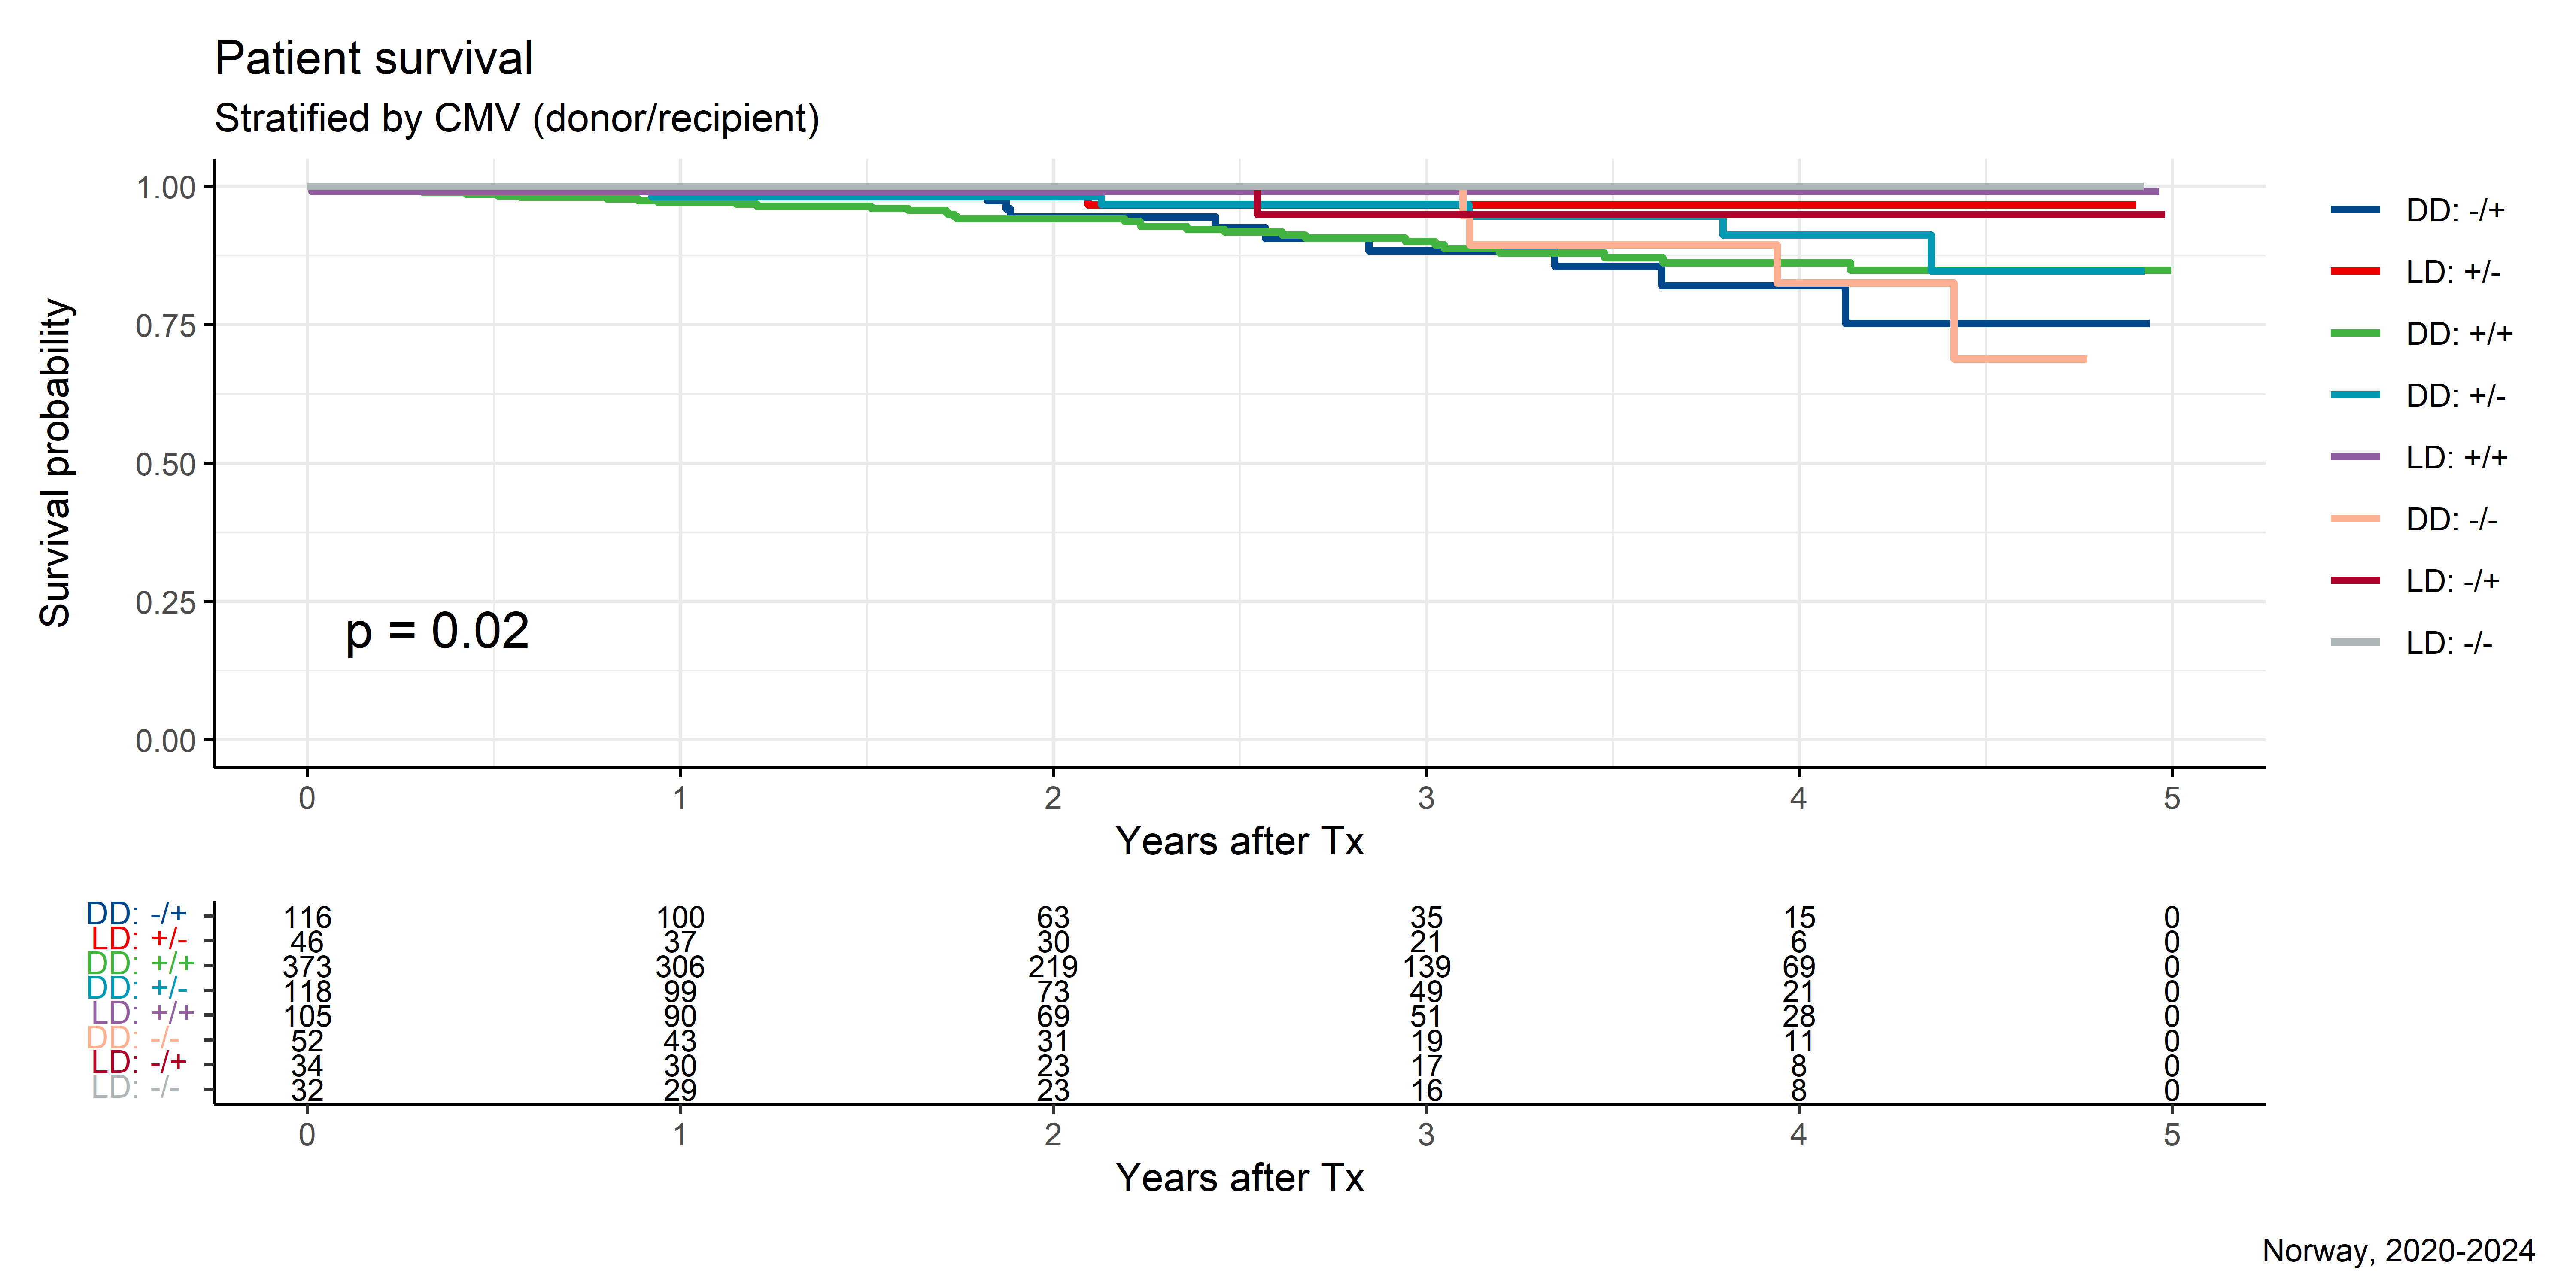 Patient survival
Stratified by CMV (donor/recipient)
Survival probability
1.00
0.75
0.50
0.25
0.00
p = 0.02
0 1 2 3 4 5
Years after Tx
DD: -/+
LD: +/-
DD: +/+
DD: +/-
LD: +/+
DD: -/-
LD: -/+
LD: -/-
DD: -/+ 116 100 63 35 15 0
LD: +/- 46 37 30 21 6 0
DD: +/+ 373 306 219 139 69 0
DD: +/- 118 99 73 49 21 0
LD: +/+ 105 90 69 51 28 0
DD: -/- 52 43 31 19 11 0
LD: -/+ 34 30 23 17 8 0
LD: -/- 32 29 23 16 8 0
0 1 2 3 4 5
Years after Tx
Norway, 2020-2024